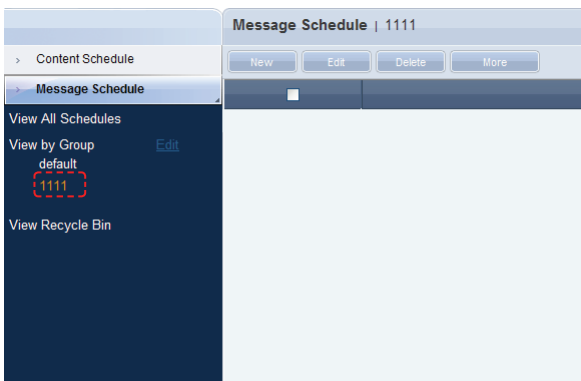 Message Schedule | 1111
Content Schedule
New Edit Delete More
Message Schedule
View All Schedules
View by Group Edit
default
1111
View Recycle Bin